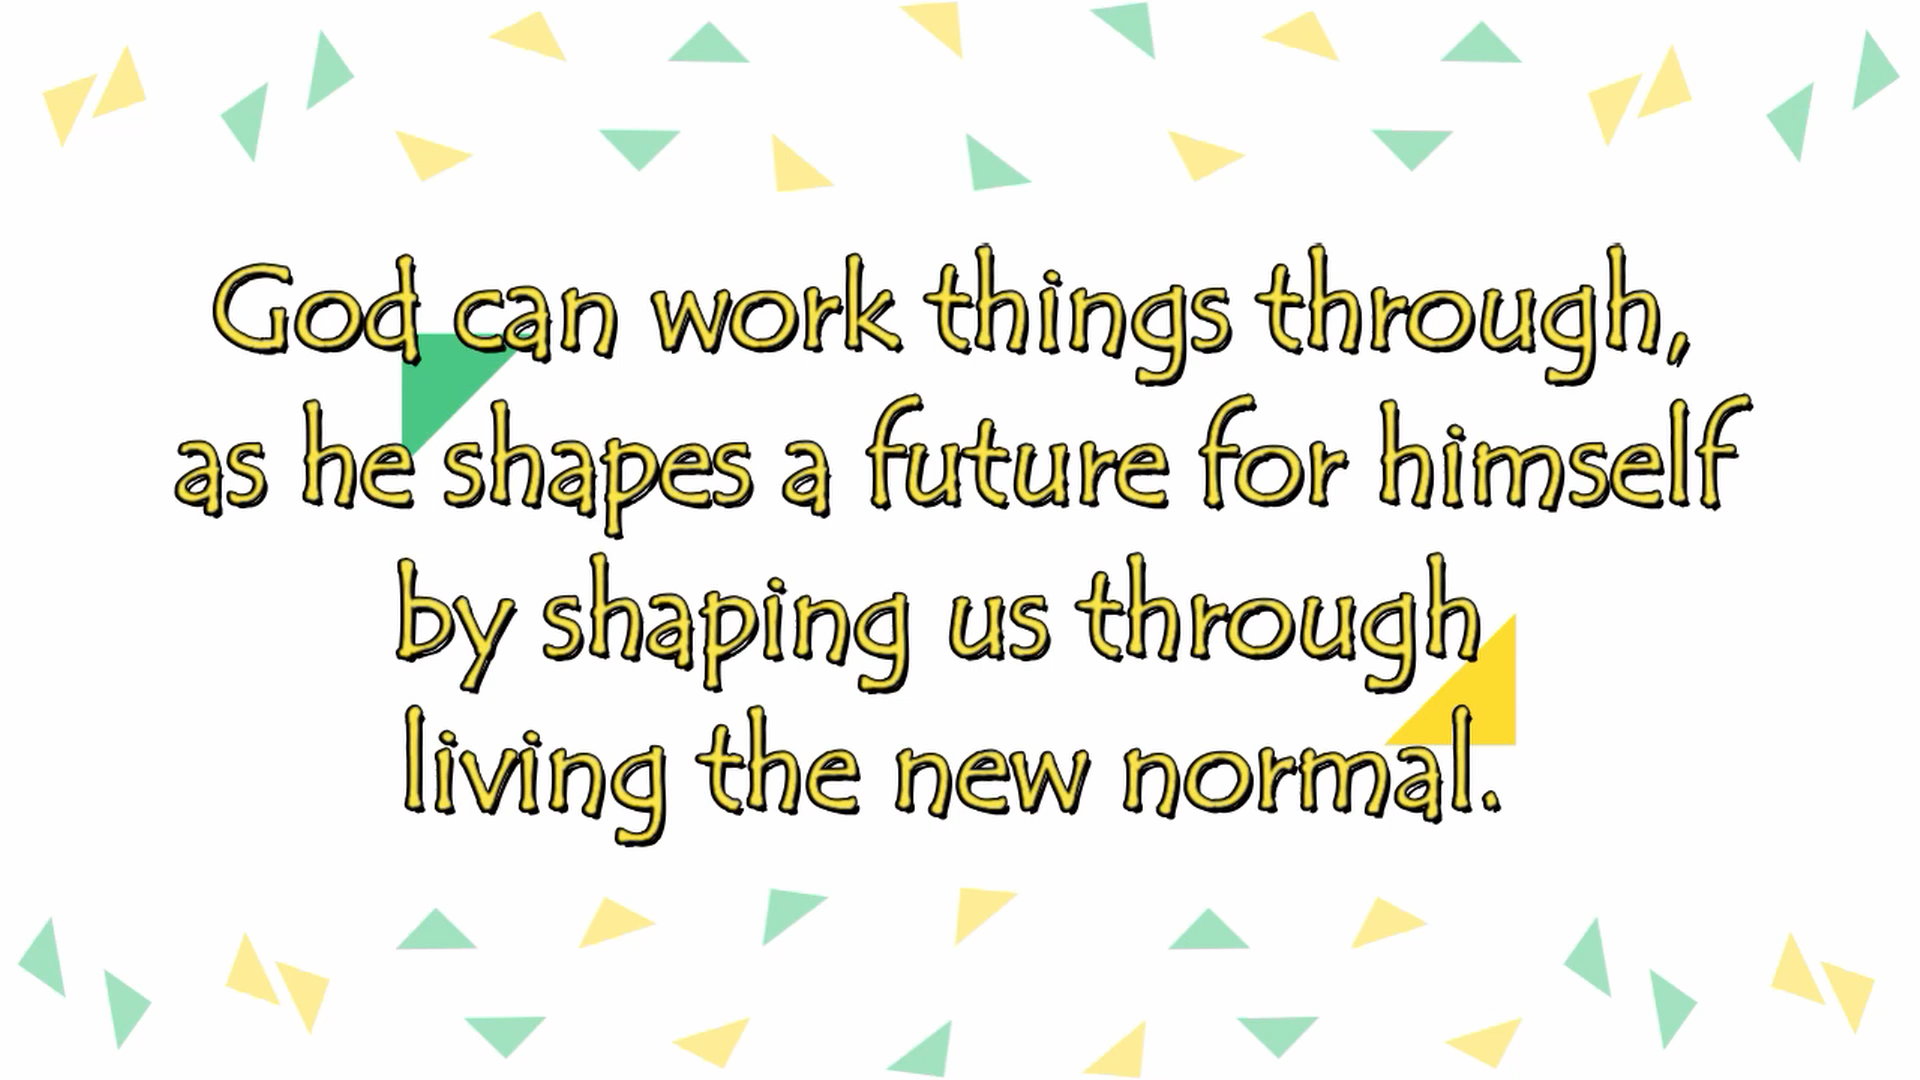 God can work things through,
as he shapes a future for himself
by shaping us through
living the new normal.